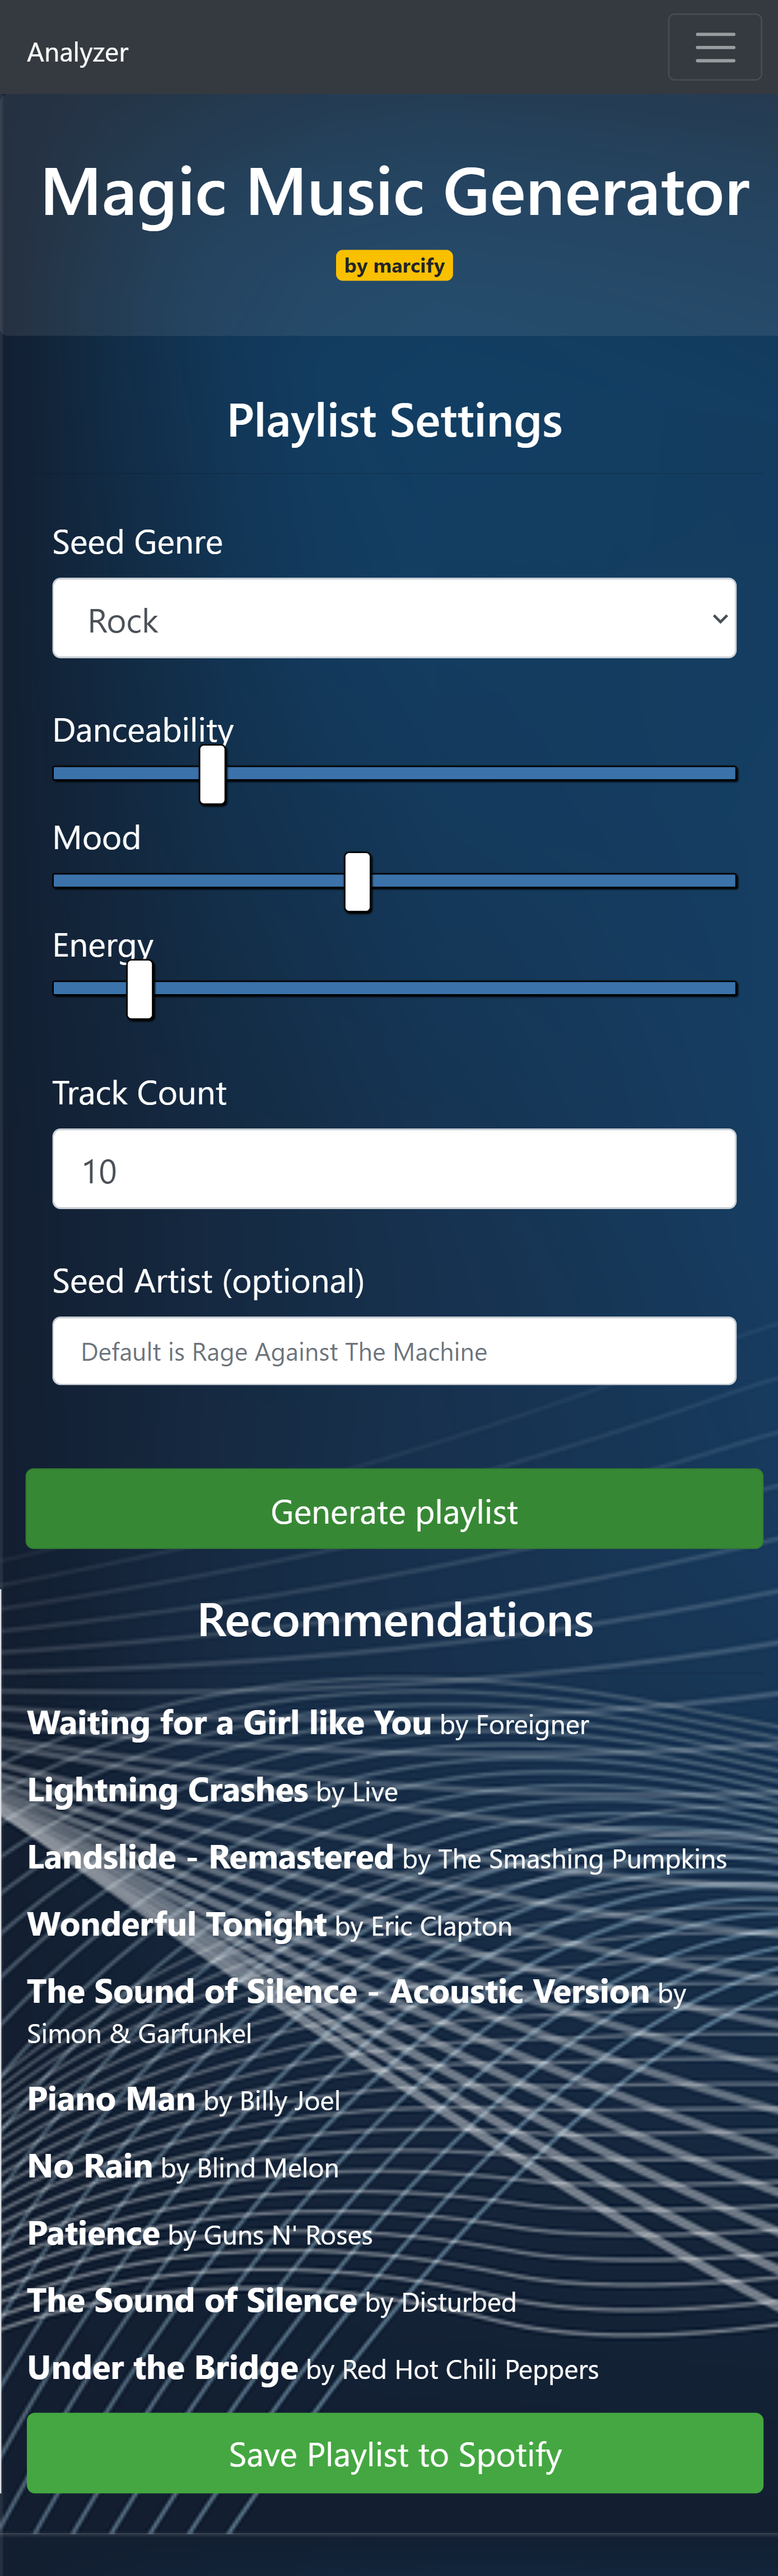 Analyzer
Magic Music Generator
by marcify
Playlist Settings
Seed Genre
Rock
Danceability
Mood
Energy
Track Count
10
Seed Artist (optional)
Default is Rage Against The Machine
Generate playlist
Recommendations
Waiting for a Girl like You by Foreigner
Lightning Crashes by Live
Landslide - Remastered by The Smashing Pumpkins
Wonderful Tonight by Eric Clapton
The Sound of Silence - Acoustic Version by
Simon & Garfunkel
Piano Man by Billy Joel
No Rain by Blind Melon
Patience by Guns N' Roses
The Sound of Silence by Disturbed
Under the Bridge by Red Hot Chili Peppers
Save Playlist to Spotify